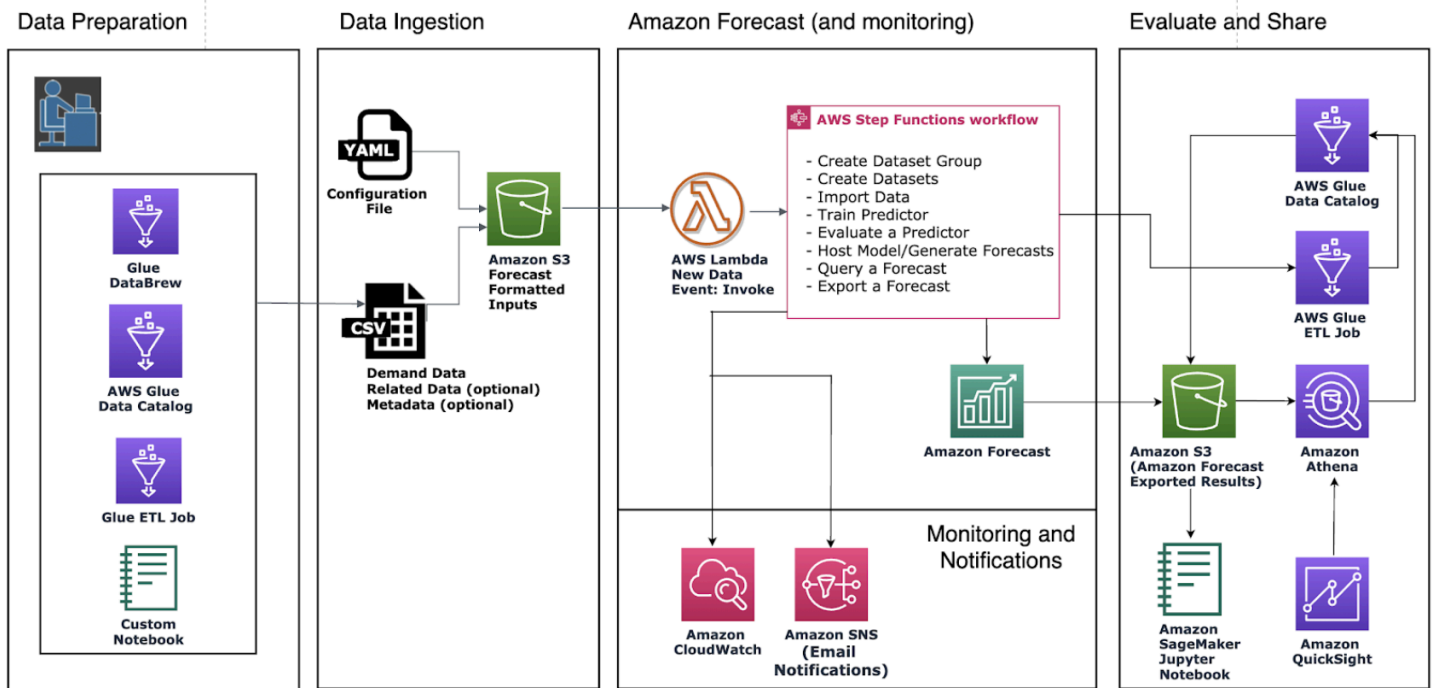 Data Preparation
Data Ingestion
Amazon Forecast (and monitoring)
Evaluate and Share
Glue
DataBrew
AWS Glue
Data Catalog
Glue ETL Job
Custom
Notebook
YAML
Configuration
File
CSV
Demand Data
Related Data (optional)
Metadata (optional)
Amazon S3
Forecast
Formatted
Inputs
AWS Lambda
New Data
Event: Invoke
AWS Step Functions workflow
- Create Dataset Group
- Create Datasets
- Import Data
- Train Predictor
- Evaluate a Predictor
- Host Model/Generate Forecasts
- Query a Forecast
- Export a Forecast
Amazon Forecast
Monitoring and
Notifications
Amazon
CloudWatch
Amazon SNS
(Email
Notifications)
AWS Glue
Data Catalog
AWS Glue
ETL Job
Amazon S3
(Amazon Forecast
Exported Results)
Amazon
Athena
Amazon
SageMaker
Jupyter
Notebook
Amazon
QuickSight